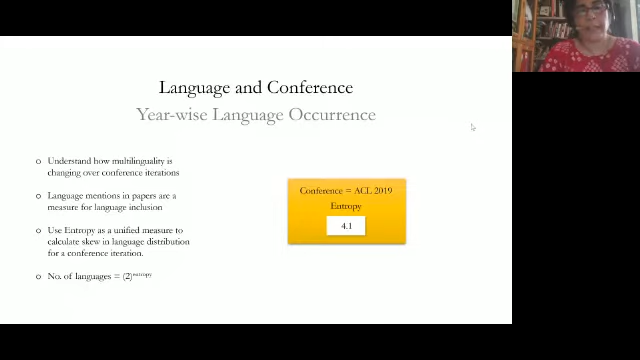 Language and Conference
Year-wise Language Occurrence
o Understand how multilinguality is
changing over conference iterations
o Language mentions in papers are a
measure for language inclusion
o Use Entropy as a unified measure to
calculate skew in language distribution
for a conference iteration.
o No. of languages = (2)^entropy
Conference = ACL 2019
Entropy
4.1